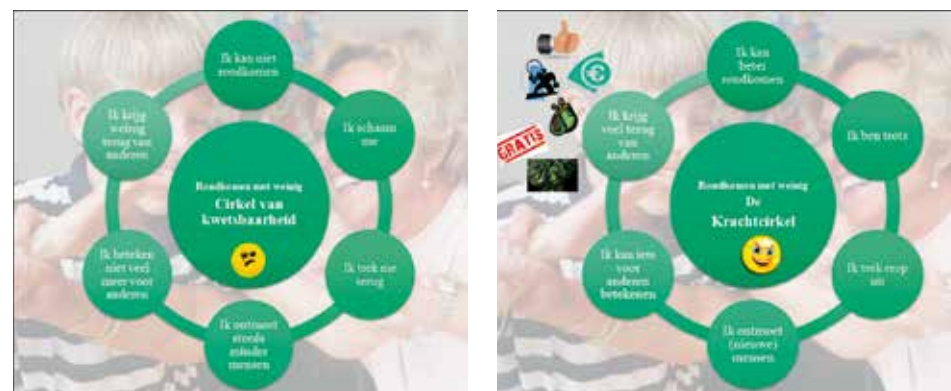 Ik kan niet
rondkomen
Ik schaam
me
Ik trek me
terug
Ik ontmoet
steeds
minder
mensen
Ik beteken
niet veel
meer voor
anderen
Ik krijg
weinig
terug van
anderen
Rondkomen met weinig
Cirkel van
kwetsbaarheid
GRATIS
Ik kan
beter
rondkomen
Ik ben trots
Ik trek erop
uit
Ik ontmoet
(nieuwe)
mensen
Ik kan iets
voor
anderen
betekenen
Ik krijg
veel terug
van
anderen
Rondkomen met weinig
De
Krachtcirkel